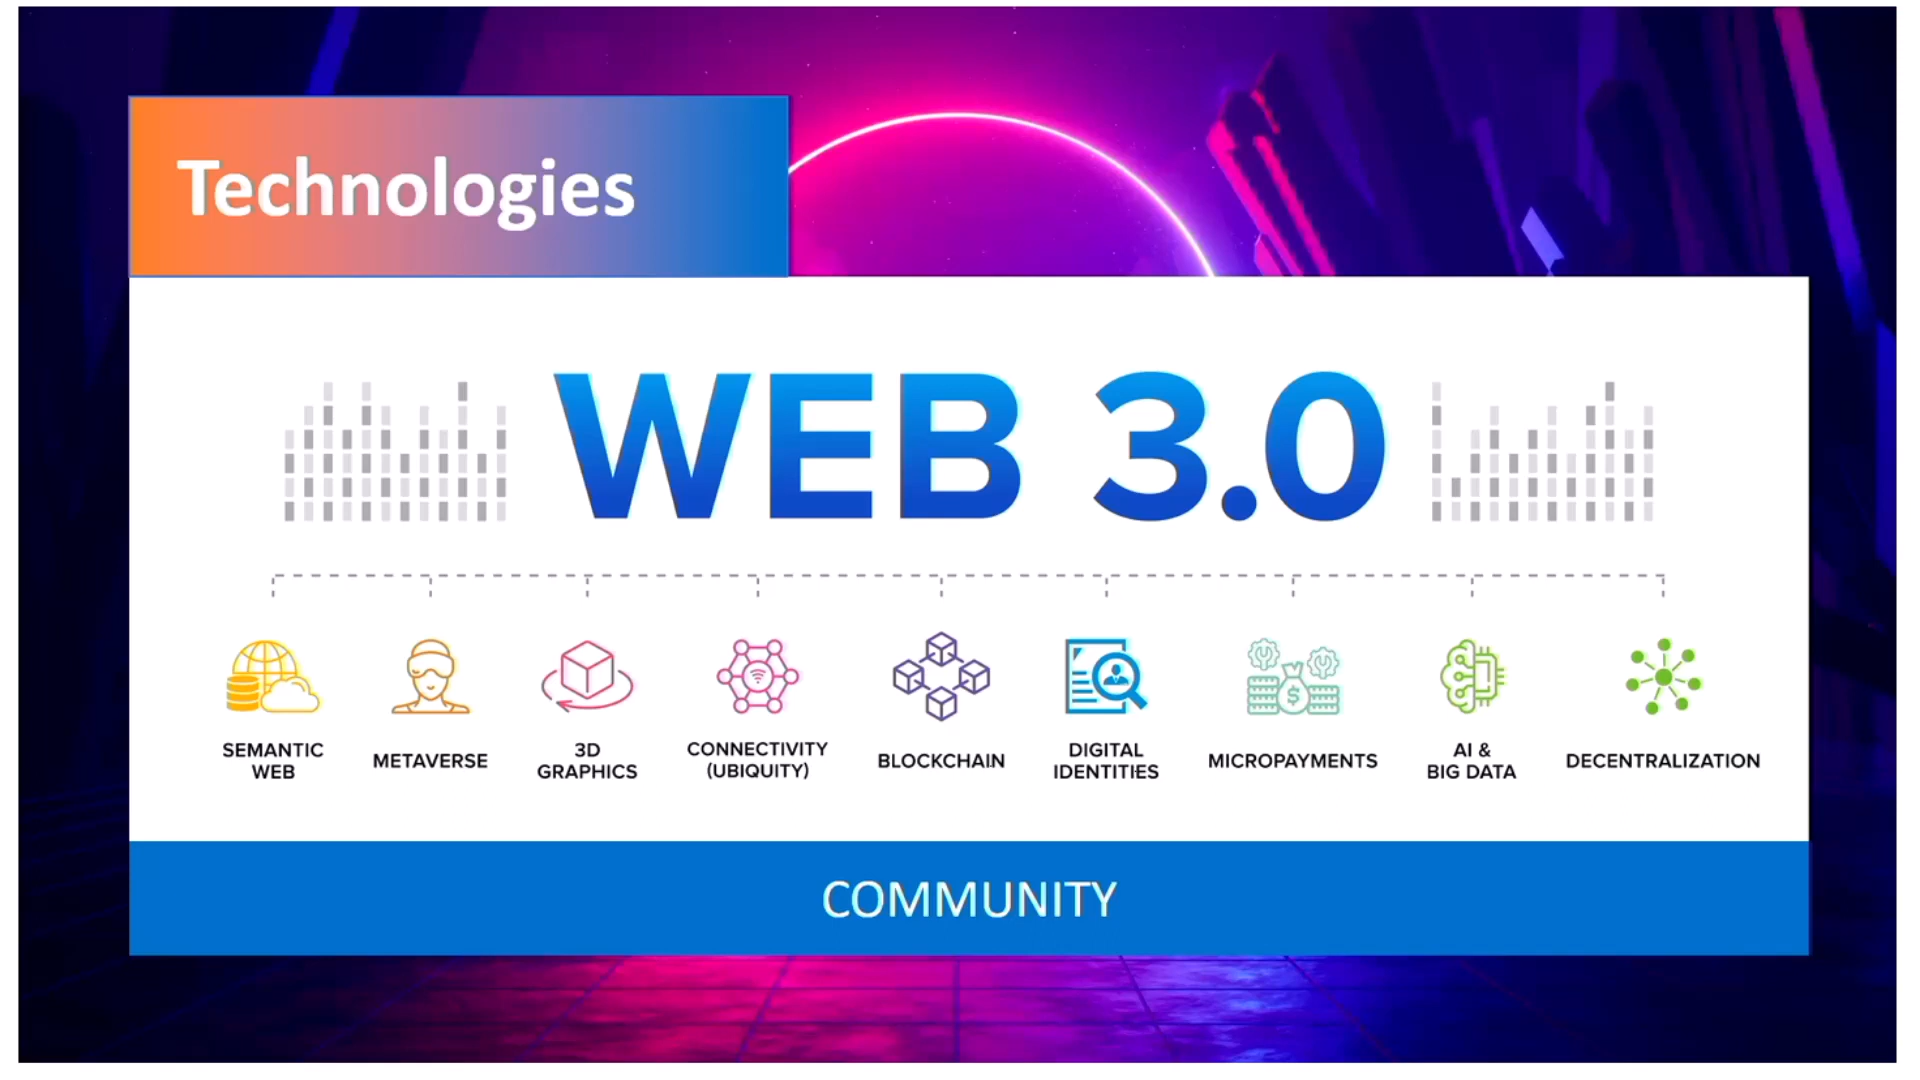 Technologies
WEB 3.0
SEMANTIC
WEB
METAVERSE
3D
GRAPHICS
CONNECTIVITY
(UBIQUITY)
BLOCKCHAIN
DIGITAL
IDENTITIES
MICROPAYMENTS
AI &
BIG DATA
DECENTRALIZATION
COMMUNITY